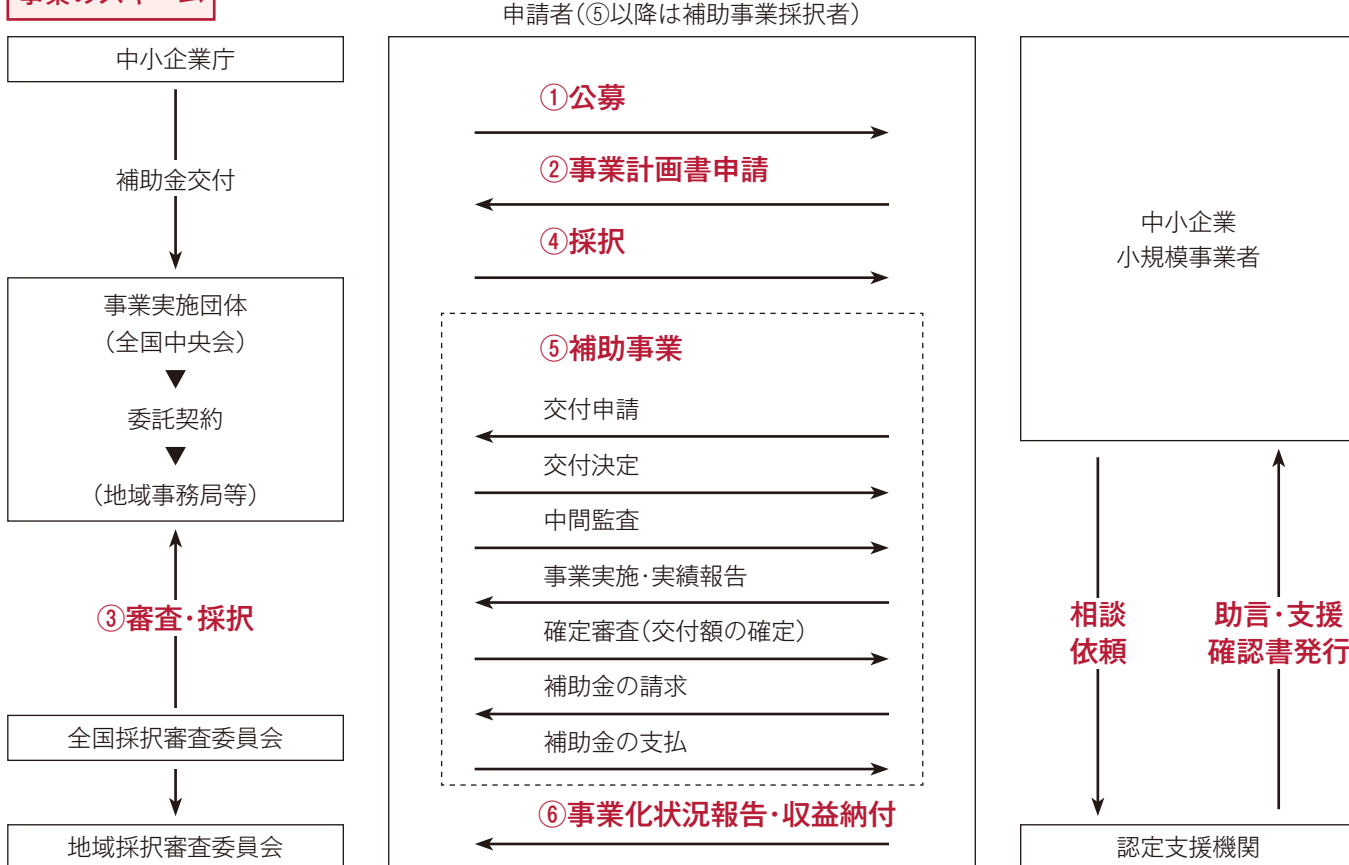 事業のスキーム
申請者(⑤以降は補助事業採択者)
中小企業庁
補助金交付
事業実施団体
(全国中央会)
▼
委託契約
▼
(地域事務局等)
③審査・採択
全国採択審査委員会
地域採択審査委員会
①公募
②事業計画書申請
④採択
⑤補助事業
交付申請
交付決定
中間監査
事業実施・実績報告
確定審査(交付額の確定)
補助金の請求
補助金の支払
⑥事業化状況報告・収益納付
中小企業
小規模事業者
相談
依頼
助言・支援
確認書発行
認定支援機関